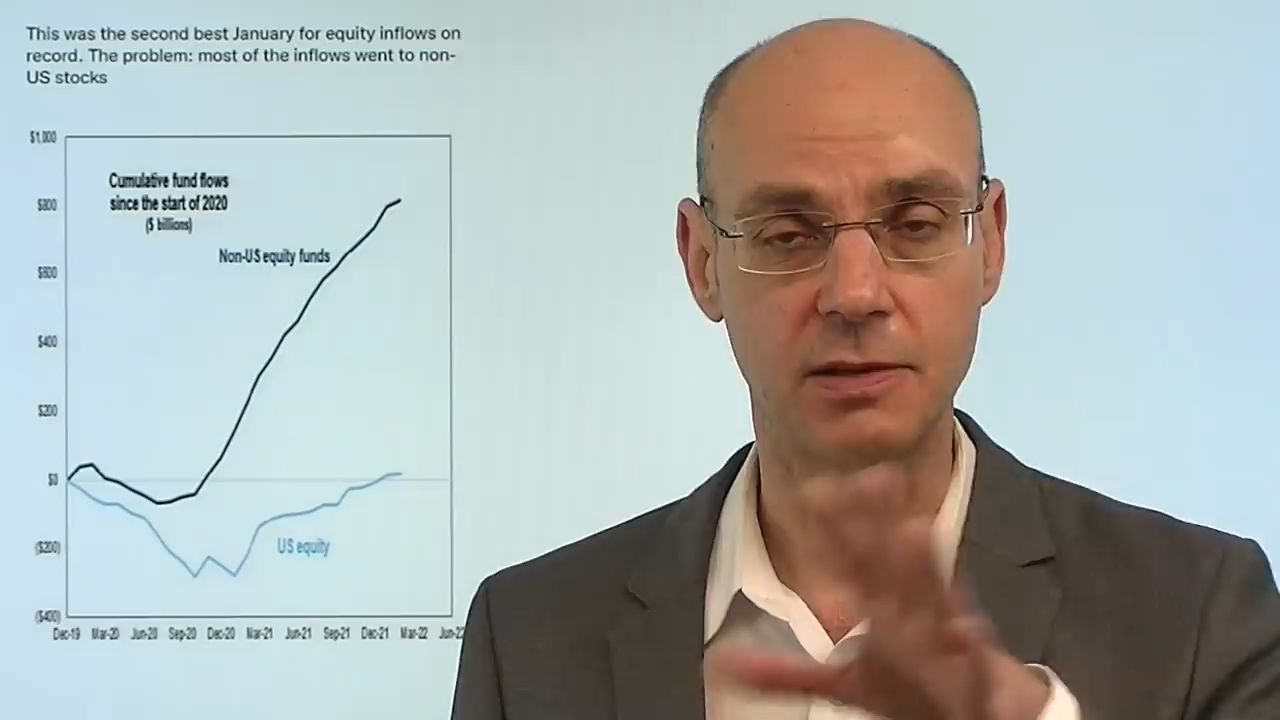 This was the second best January for equity inflows on
record. The problem: most of the inflows went to non-
US stocks
$1,000
Cumulative fund flows
since the start of 2020
($ billions)
$800
Non-US equity funds
$600
$400
$200
$0
US equity
($200)
($400)
Dec-19 Mar-20 Jun-20 Sep-20 Dec-20 Mar-21 Jun-21 Sep-21 Dec-21 Mar-22 Jun-22